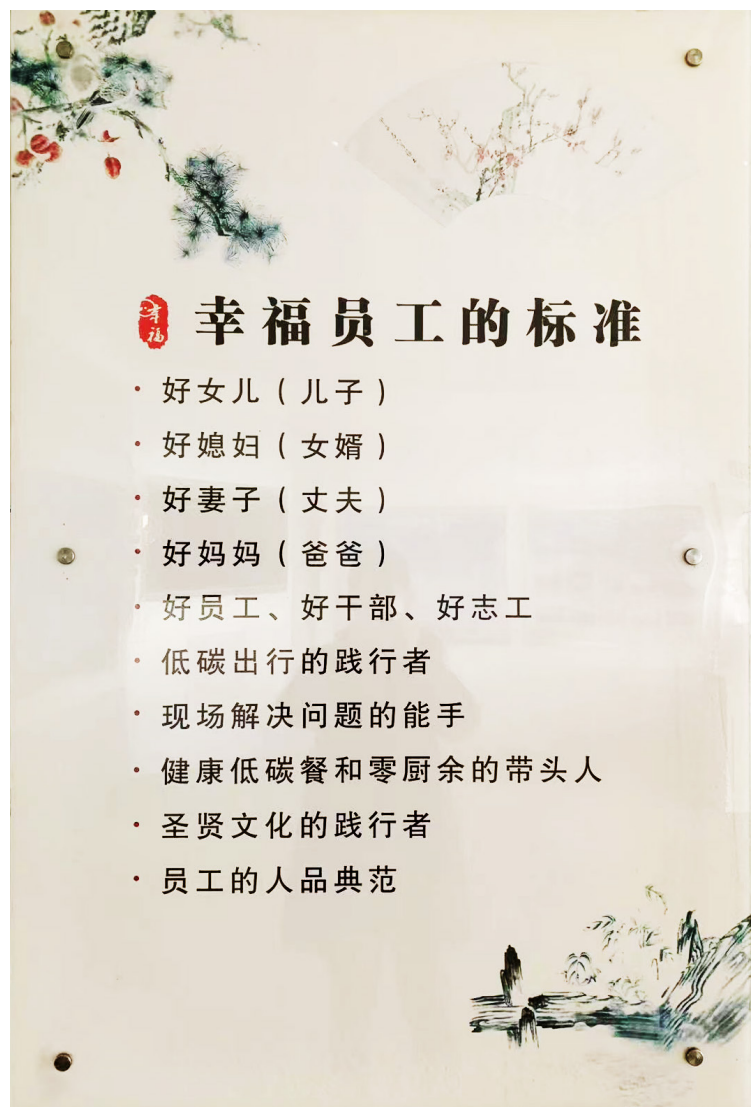 幸福
幸福员工的标准
· 好女儿（儿子）
· 好媳妇（女婿）
· 好妻子（丈夫）
· 好妈妈（爸爸）
· 好员工、好干部、好志工
· 低碳出行的践行者
· 现场解决问题的能手
· 健康低碳餐和零厨余的带头人
· 圣贤文化的践行者
· 员工的人品典范